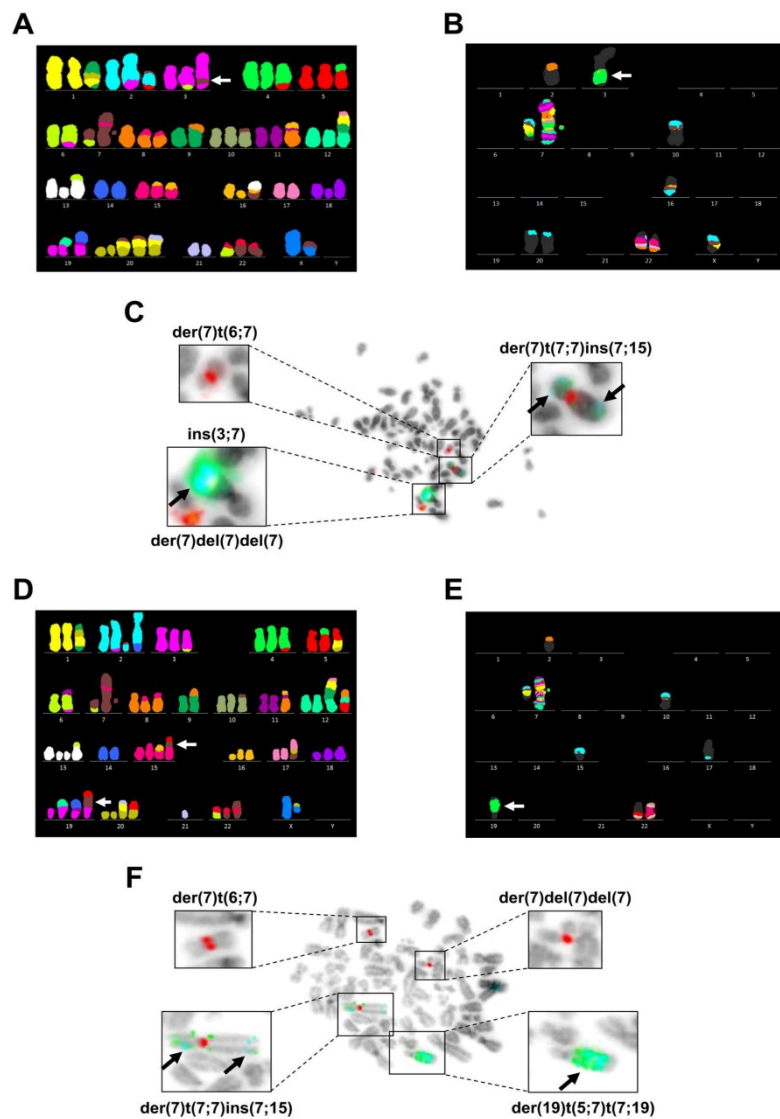 A
B
1 2 3 4 5
6 7 8 9 10 11 12
13 14 15 16 17 18
19 20 21 22 X Y
1 2 3 4 5
6 7 8 9 10 11 12
13 14 15 16 17 18
19 20 21 22 X Y
C
der(7)t(6;7)
der(7)t(7;7)ins(7;15)
ins(3;7)
der(7)del(7)del(7)
D
E
1 2 3 4 5
6 7 8 9 10 11 12
13 14 15 16 17 18
19 20 21 22 X Y
1 2 3 4 5
6 7 8 9 10 11 12
13 14 15 16 17 18
19 20 21 22 X Y
F
der(7)t(6;7)
der(7)del(7)del(7)
der(7)t(7;7)ins(7;15)
der(19)t(5;7)t(7;19)